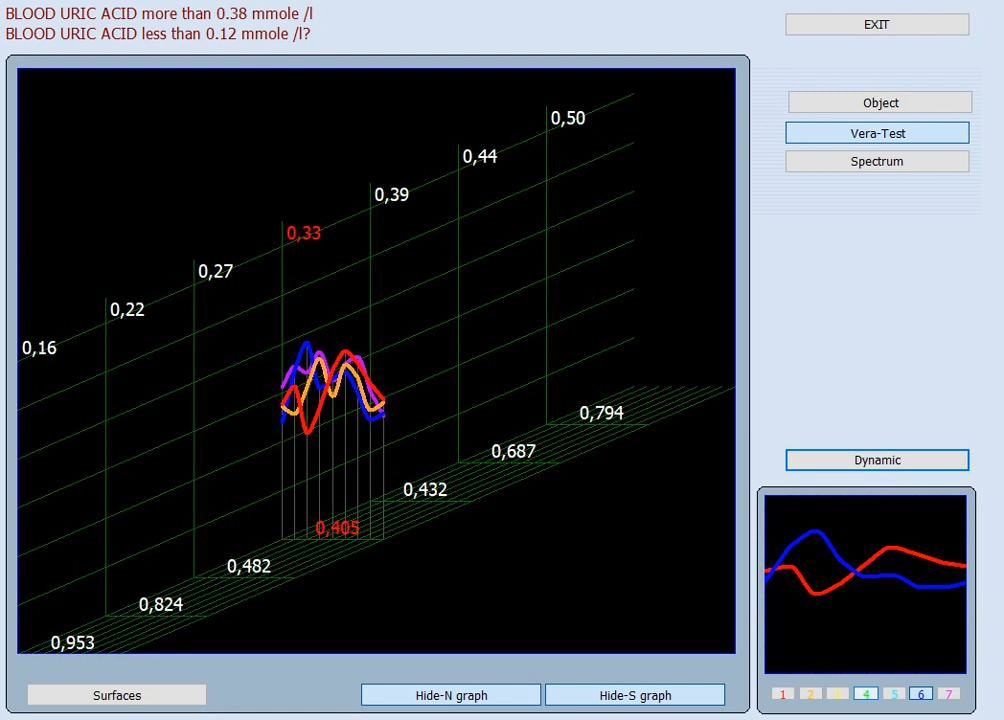 BLOOD URIC ACID more than 0.38 mmole /l
BLOOD URIC ACID less than 0.12 mmole /l?
EXIT
Object
Vera-Test
Spectrum
0,50
0,44
0,39
0,33
0,27
0,22
0,16
0,794
0,687
0,432
0,405
0,482
0,824
0,953
Dynamic
Surfaces
Hide-N graph
Hide-S graph
1 2 3 4 5 6 7